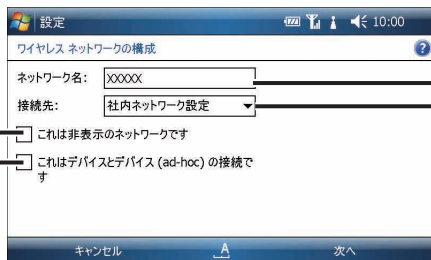 設定
10:00
ワイヤレス ネットワークの構成
ネットワーク名: XXXXX
接続先: 社内ネットワーク設定
これは非表示のネットワークです
これはデバイスとデバイス (ad-hoc) の接続で
す
キャンセル A 次へ